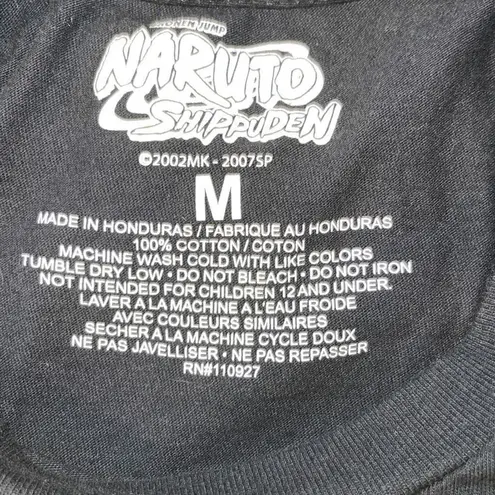 SHONEN JUMP
NARUTO
SHIPPUDEN
©2002MK - 2007SP
M
MADE IN HONDURAS / FABRIQUE AU HONDURAS
100% COTTON / COTON
MACHINE WASH COLD WITH LIKE COLORS
TUMBLE DRY LOW • DO NOT BLEACH • DO NOT IRON
NOT INTENDED FOR CHILDREN 12 AND UNDER.
LAVER A LA MACHINE A L'EAU FROIDE
AVEC COULEURS SIMILAIRES
SECHER A LA MACHINE CYCLE DOUX
NE PAS JAVELLISER • NE PAS REPASSER
RN#110927